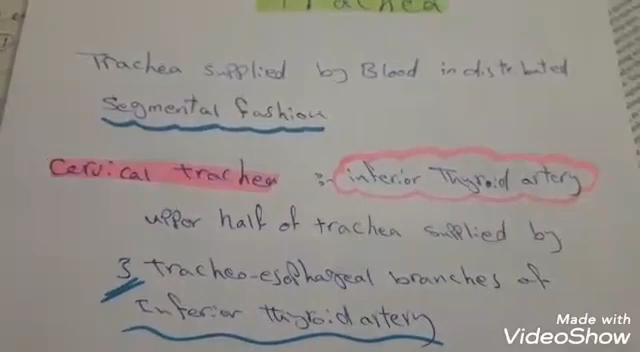 Trachea
Trachea supplied by Blood in distributed
segmental fashion
Cervical trachea :- inferior Thyroid artery
upper half of trachea supplied by
3 tracheo-esophageal branches of
Inferior thyroid artery
Made with
VideoShow